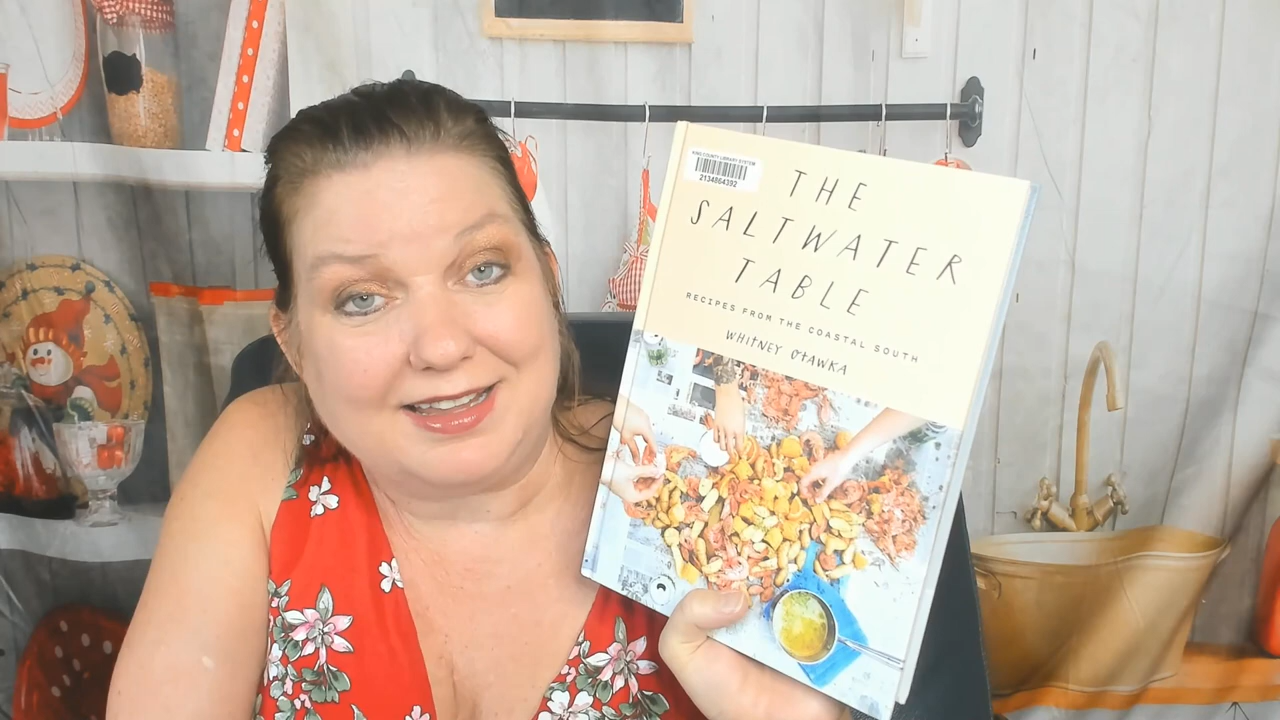 KING COUNTY LIBRARY SYSTEM
2134864392
THE
SALTWATER
TABLE
RECIPES FROM THE COASTAL SOUTH
WHITNEY OTAWKA